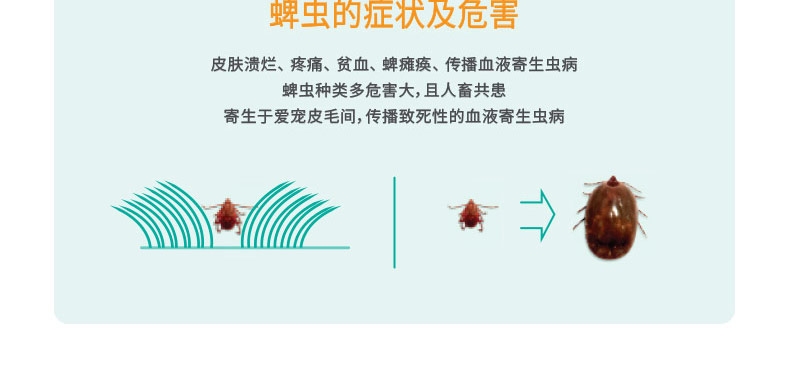 蜱虫的症状及危害
皮肤溃烂、疼痛、贫血、蜱瘫痪、传播血液寄生虫病
蜱虫种类多危害大，且人畜共患
寄生于爱宠皮毛间，传播致死性的血液寄生虫病